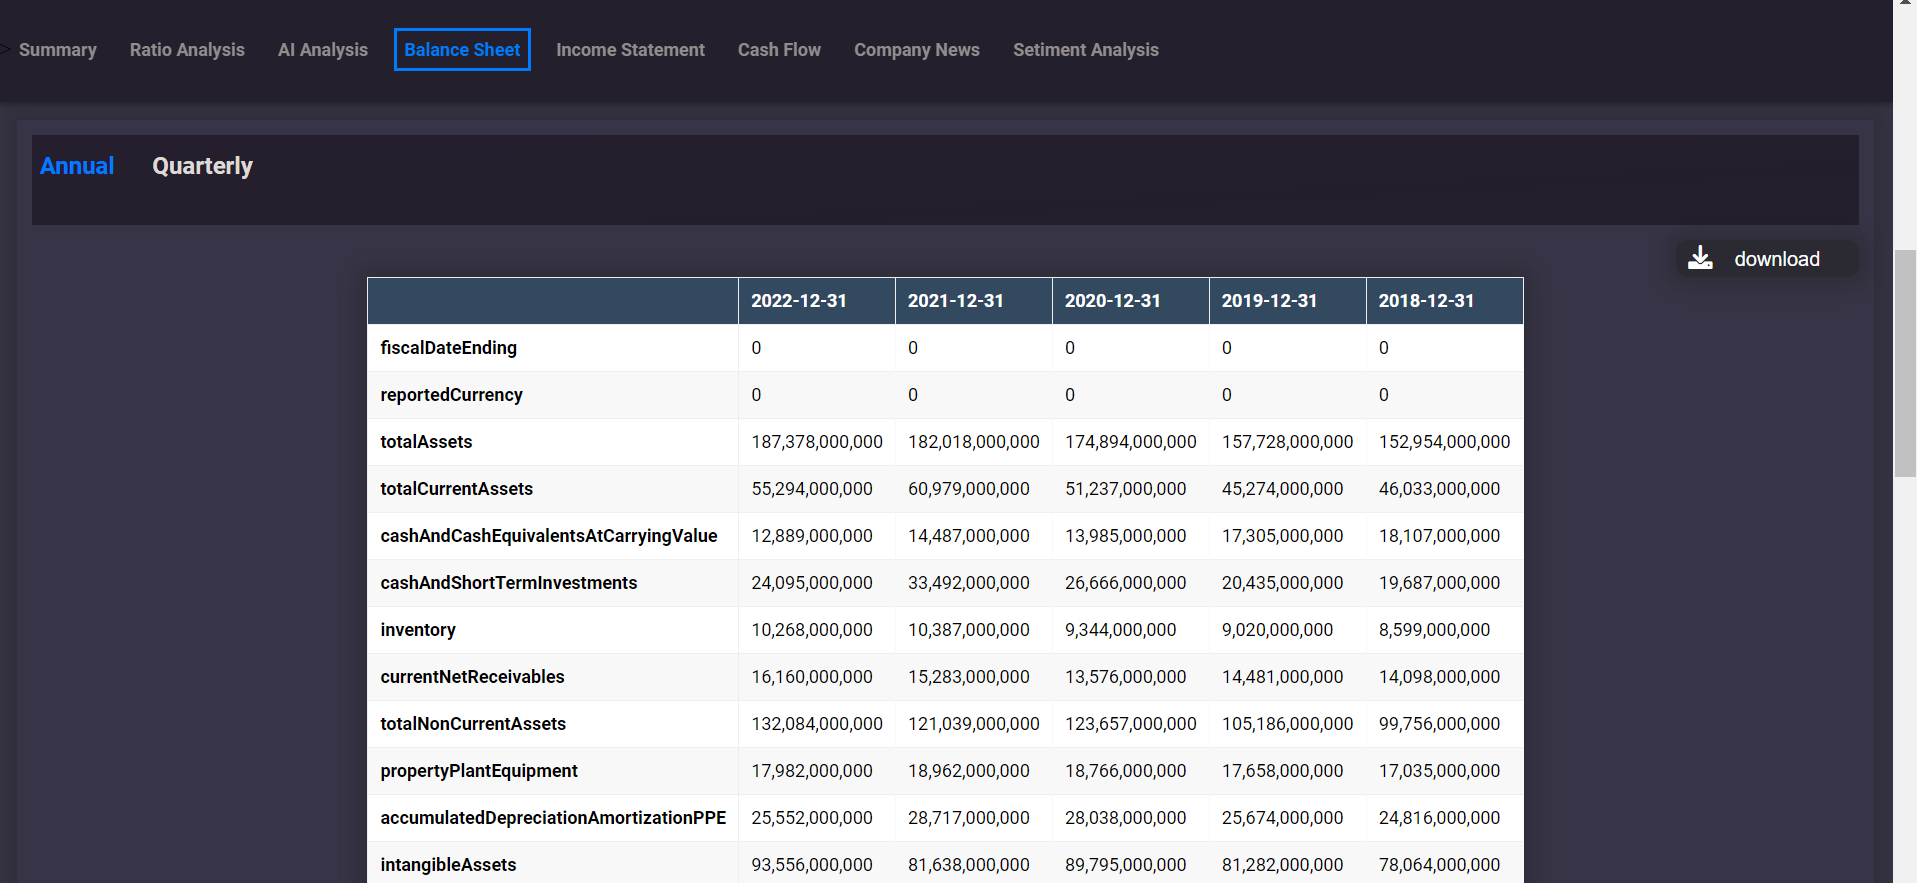 > Summary Ratio Analysis AI Analysis Balance Sheet Income Statement Cash Flow Company News Setiment Analysis
Annual Quarterly
download
2022-12-31 2021-12-31 2020-12-31 2019-12-31 2018-12-31
fiscalDateEnding 0 0 0 0 0
reportedCurrency 0 0 0 0 0
totalAssets 187,378,000,000 182,018,000,000 174,894,000,000 157,728,000,000 152,954,000,000
totalCurrentAssets 55,294,000,000 60,979,000,000 51,237,000,000 45,274,000,000 46,033,000,000
cashAndCashEquivalentsAtCarryingValue 12,889,000,000 14,487,000,000 13,985,000,000 17,305,000,000 18,107,000,000
cashAndShortTermInvestments 24,095,000,000 33,492,000,000 26,666,000,000 20,435,000,000 19,687,000,000
inventory 10,268,000,000 10,387,000,000 9,344,000,000 9,020,000,000 8,599,000,000
currentNetReceivables 16,160,000,000 15,283,000,000 13,576,000,000 14,481,000,000 14,098,000,000
totalNonCurrentAssets 132,084,000,000 121,039,000,000 123,657,000,000 105,186,000,000 99,756,000,000
propertyPlantEquipment 17,982,000,000 18,962,000,000 18,766,000,000 17,658,000,000 17,035,000,000
accumulatedDepreciationAmortizationPPE 25,552,000,000 28,717,000,000 28,038,000,000 25,674,000,000 24,816,000,000
intangibleAssets 93,556,000,000 81,638,000,000 89,795,000,000 81,282,000,000 78,064,000,000